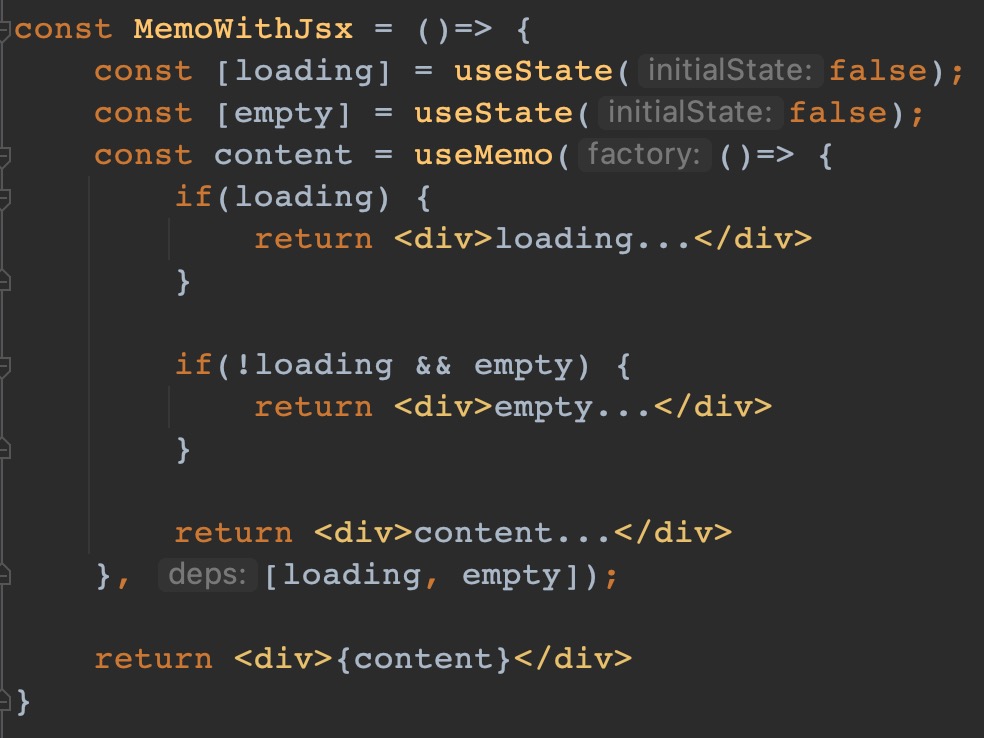 const MemoWithJsx = ()=> {
    const [loading] = useState( initialState: false);
    const [empty] = useState( initialState: false);
    const content = useMemo( factory: ()=> {
        if(loading) {
            return <div>loading...</div>
        }

        if(!loading && empty) {
            return <div>empty...</div>
        }

        return <div>content...</div>
    }, deps: [loading, empty]);

    return <div>{content}</div>
}